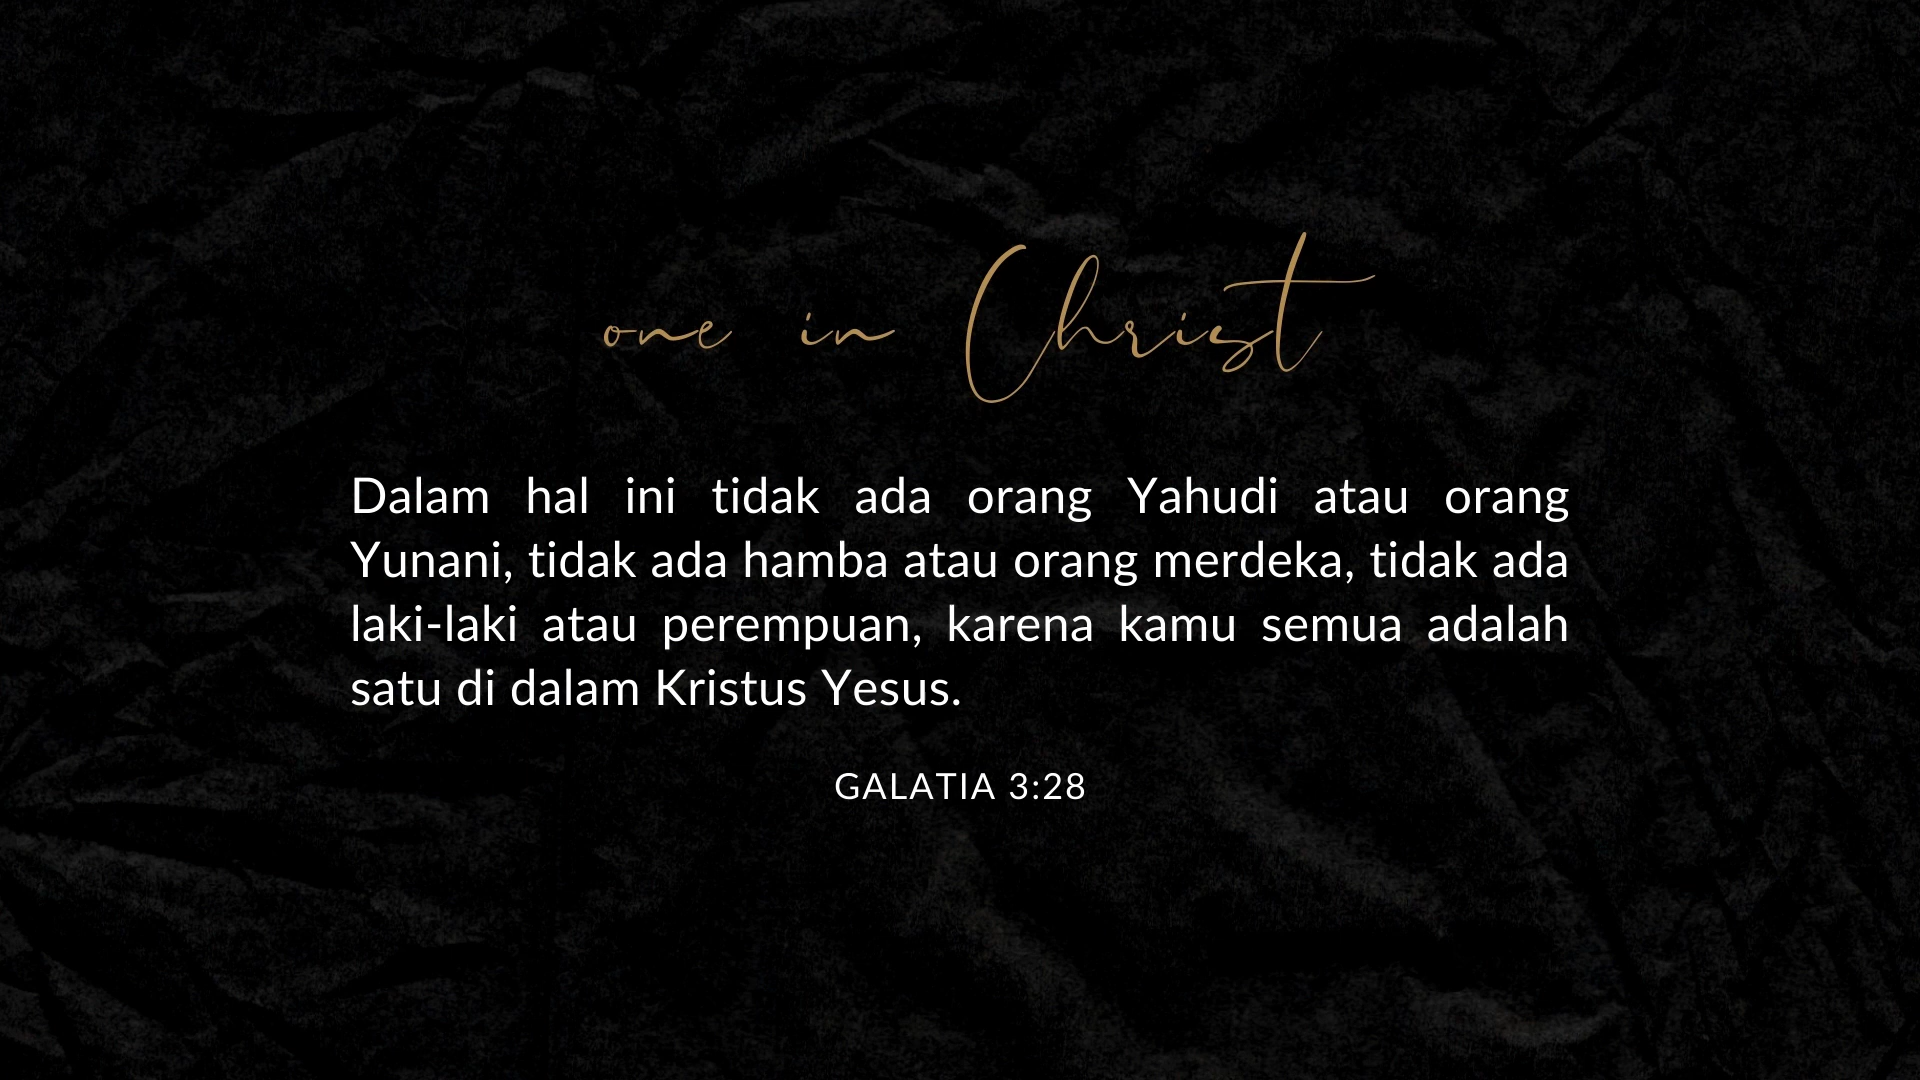 one in Christ
Dalam hal ini tidak ada orang Yahudi atau orang
Yunani, tidak ada hamba atau orang merdeka, tidak ada
laki-laki atau perempuan, karena kamu semua adalah
satu di dalam Kristus Yesus.
GALATIA 3:28